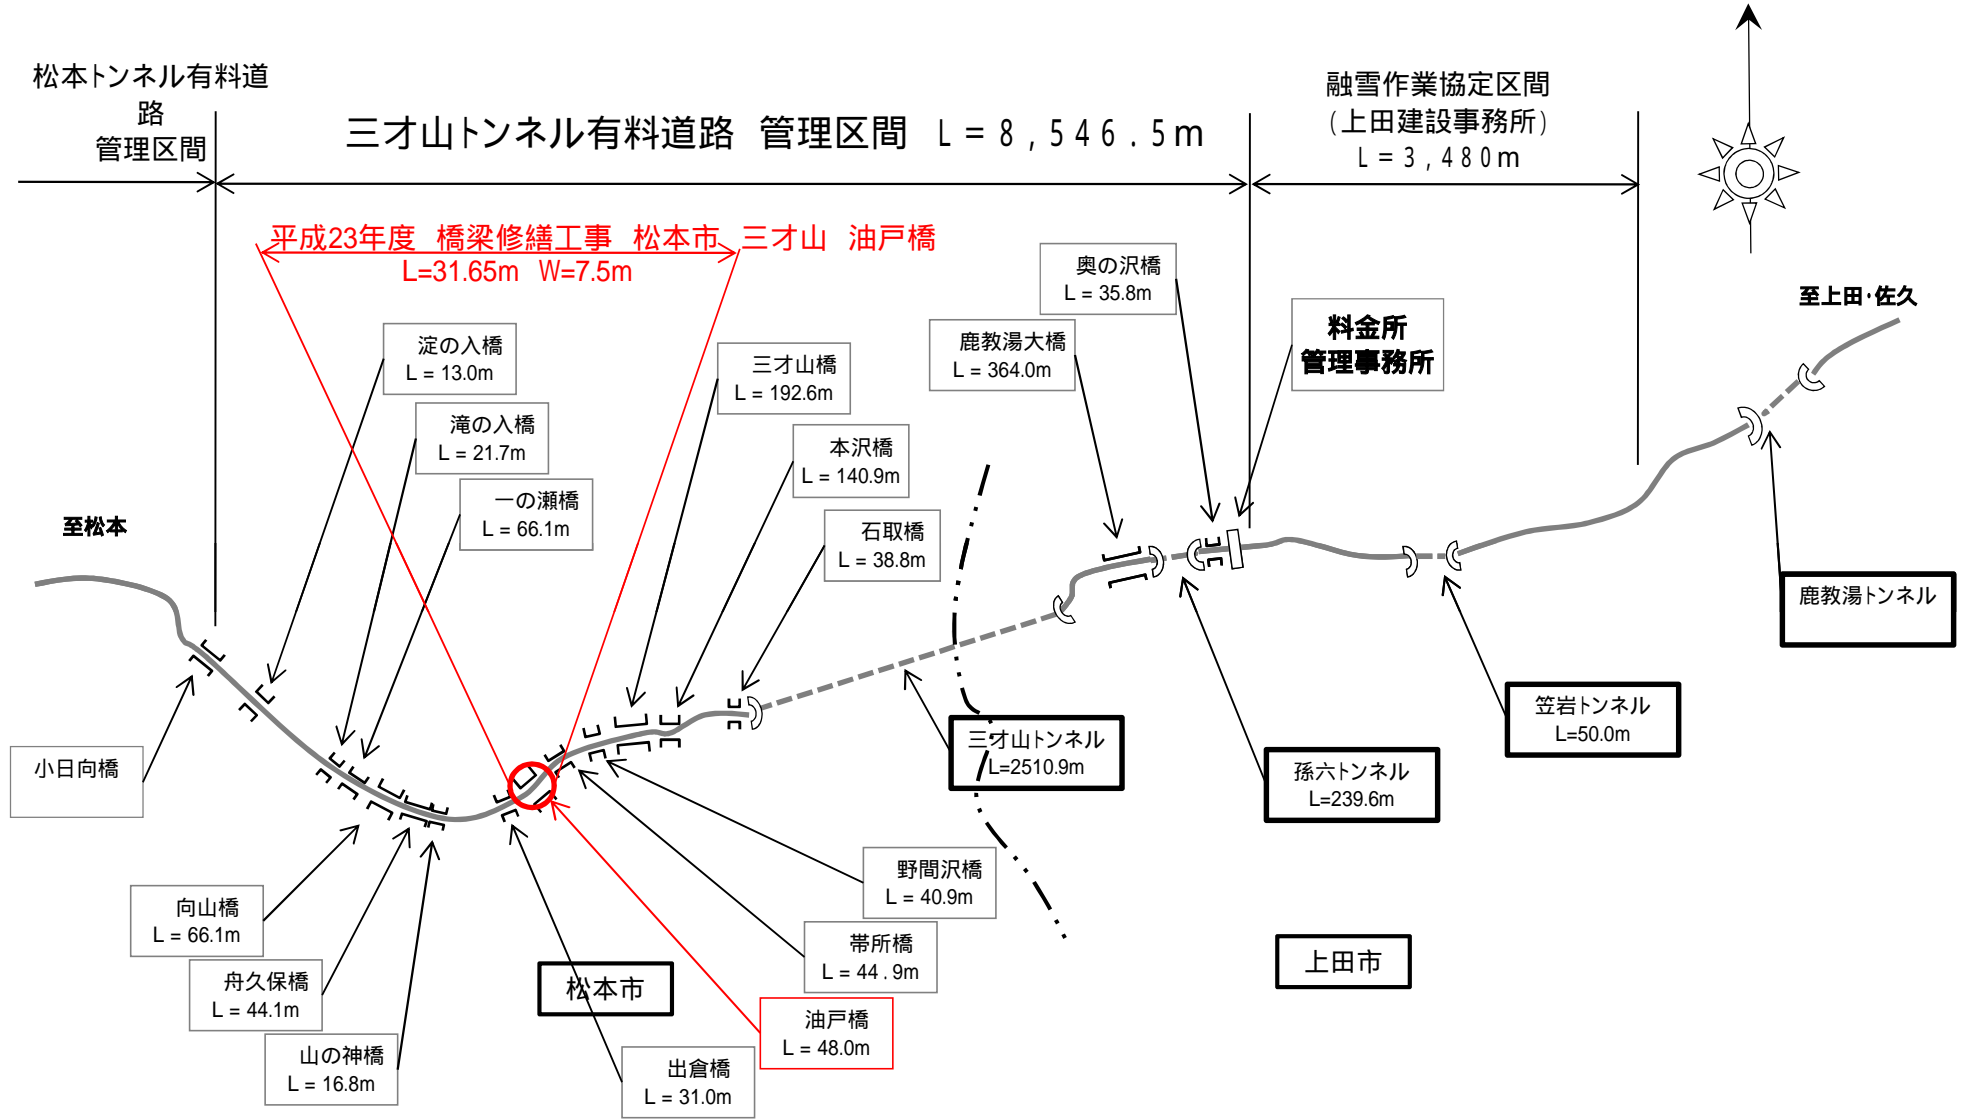 松本トンネル有料道
路
管理区間
三才山トンネル有料道路 管理区間 L=8,546.5m
融雪作業協定区間
(上田建設事務所)
L=3,480m
平成23年度 橋梁修繕工事 松本市 三才山 油戸橋
L=31.65m W=7.5m
奥の沢橋
L = 35.8m
至上田・佐久
料金所
管理事務所
鹿教湯大橋
L = 364.0m
淀の入橋
L = 13.0m
三才山橋
L = 192.6m
滝の入橋
L = 21.7m
本沢橋
L = 140.9m
一の瀬橋
L = 66.1m
石取橋
L = 38.8m
至松本
鹿教湯トンネル
笠岩トンネル
L=50.0m
三才山トンネル
L=2510.9m
孫六トンネル
L=239.6m
小日向橋
野間沢橋
L = 40.9m
向山橋
L = 66.1m
帯所橋
L = 44.9m
上田市
舟久保橋
L = 44.1m
松本市
油戸橋
L = 48.0m
山の神橋
L = 16.8m
出倉橋
L = 31.0m